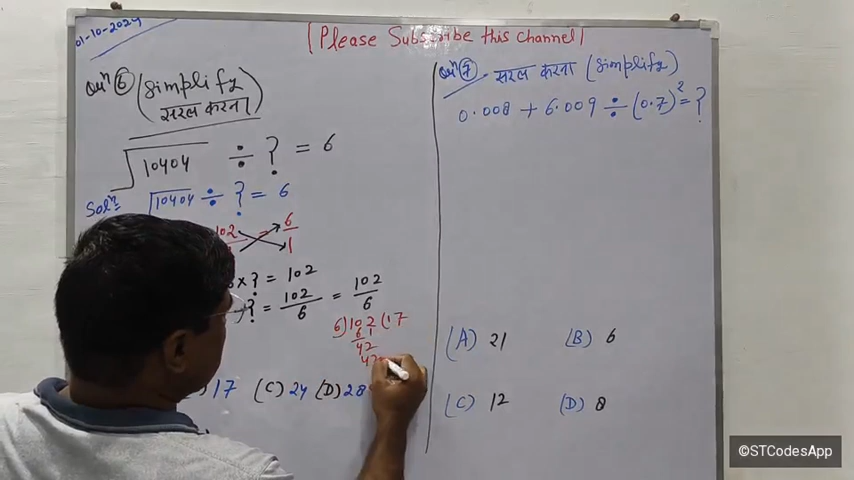 01-10-2024
(Please Subscribe this channel)
Quⁿ 6 (Simplify
सरल करना)
√10404 ÷ ? = 6
Solⁿ= √10404 ÷ ? = 6
102 = 6
1
x ? = 102
? = 102/6 = 102/6
6)102(17
6
42
42
17 (C) 24 (D) 28
Quⁿ 7 सरल करना (Simplify)
0.008 + 6.009 ÷ (0.7)² = ?
(A) 21 (B) 6
(C) 12 (D) 8
©STCodesApp